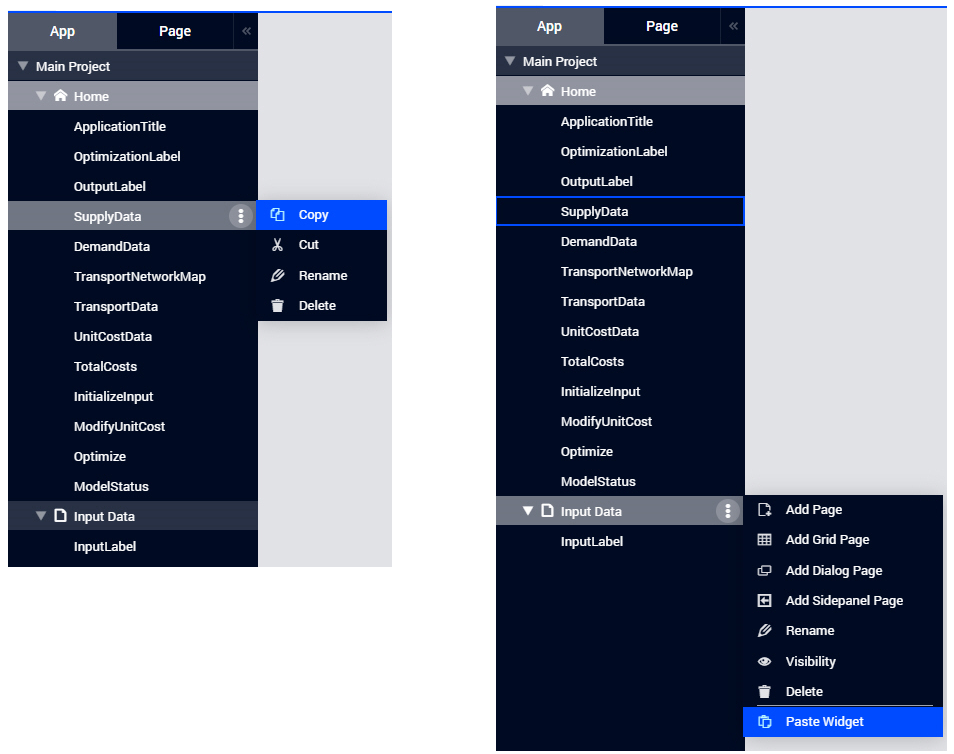 App Page «
Main Project
Home
ApplicationTitle
OptimizationLabel
OutputLabel
SupplyData
DemandData
TransportNetworkMap
TransportData
UnitCostData
TotalCosts
InitializeInput
ModifyUnitCost
Optimize
ModelStatus
Input Data
InputLabel
Copy
Cut
Rename
Delete
App Page «
Main Project
Home
ApplicationTitle
OptimizationLabel
OutputLabel
SupplyData
DemandData
TransportNetworkMap
TransportData
UnitCostData
TotalCosts
InitializeInput
ModifyUnitCost
Optimize
ModelStatus
Input Data
InputLabel
Add Page
Add Grid Page
Add Dialog Page
Add Sidepanel Page
Rename
Visibility
Delete
Paste Widget